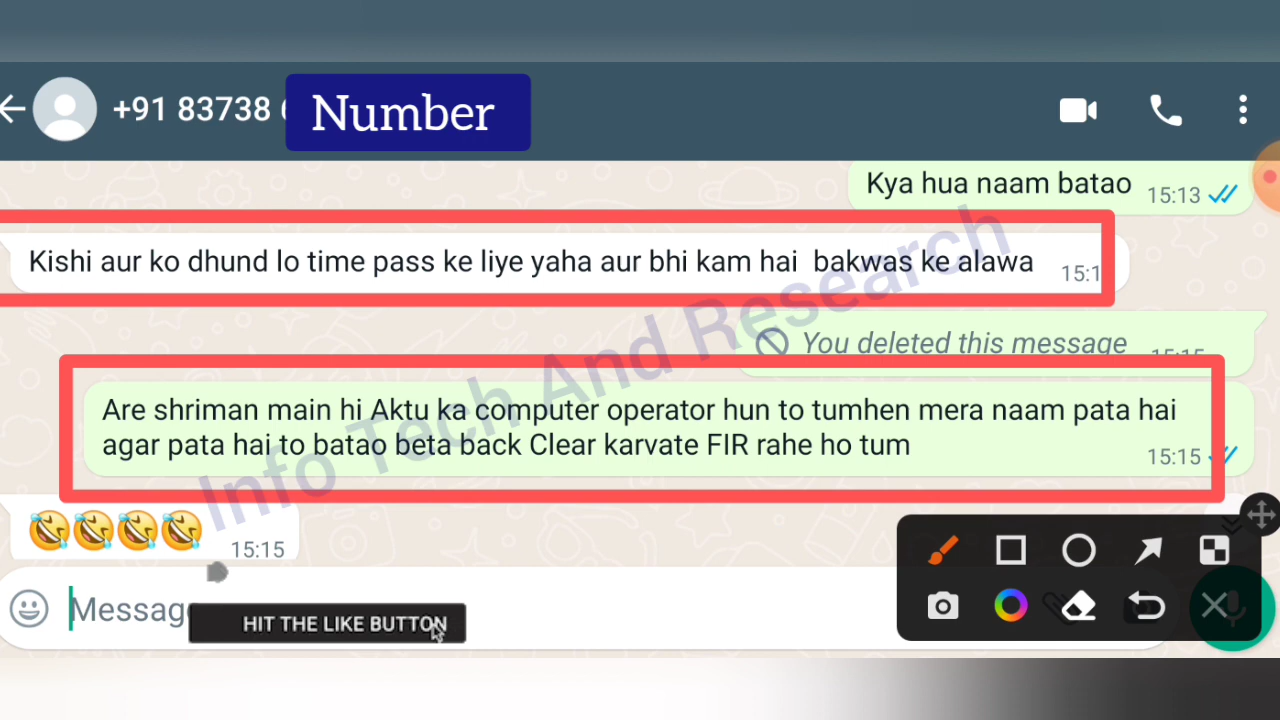 +91 83738
Number
Kya hua naam batao 15:13
Kishi aur ko dhund lo time pass ke liye yaha aur bhi kam hai bakwas ke alawa 15:1
You deleted this message 15:15
Are shriman main hi Aktu ka computer operator hun to tumhen mera naam pata hai
agar pata hai to batao beta back Clear karvate FIR rahe ho tum 15:15
Info Tech And Research
15:15
Message
HIT THE LIKE BUTTON